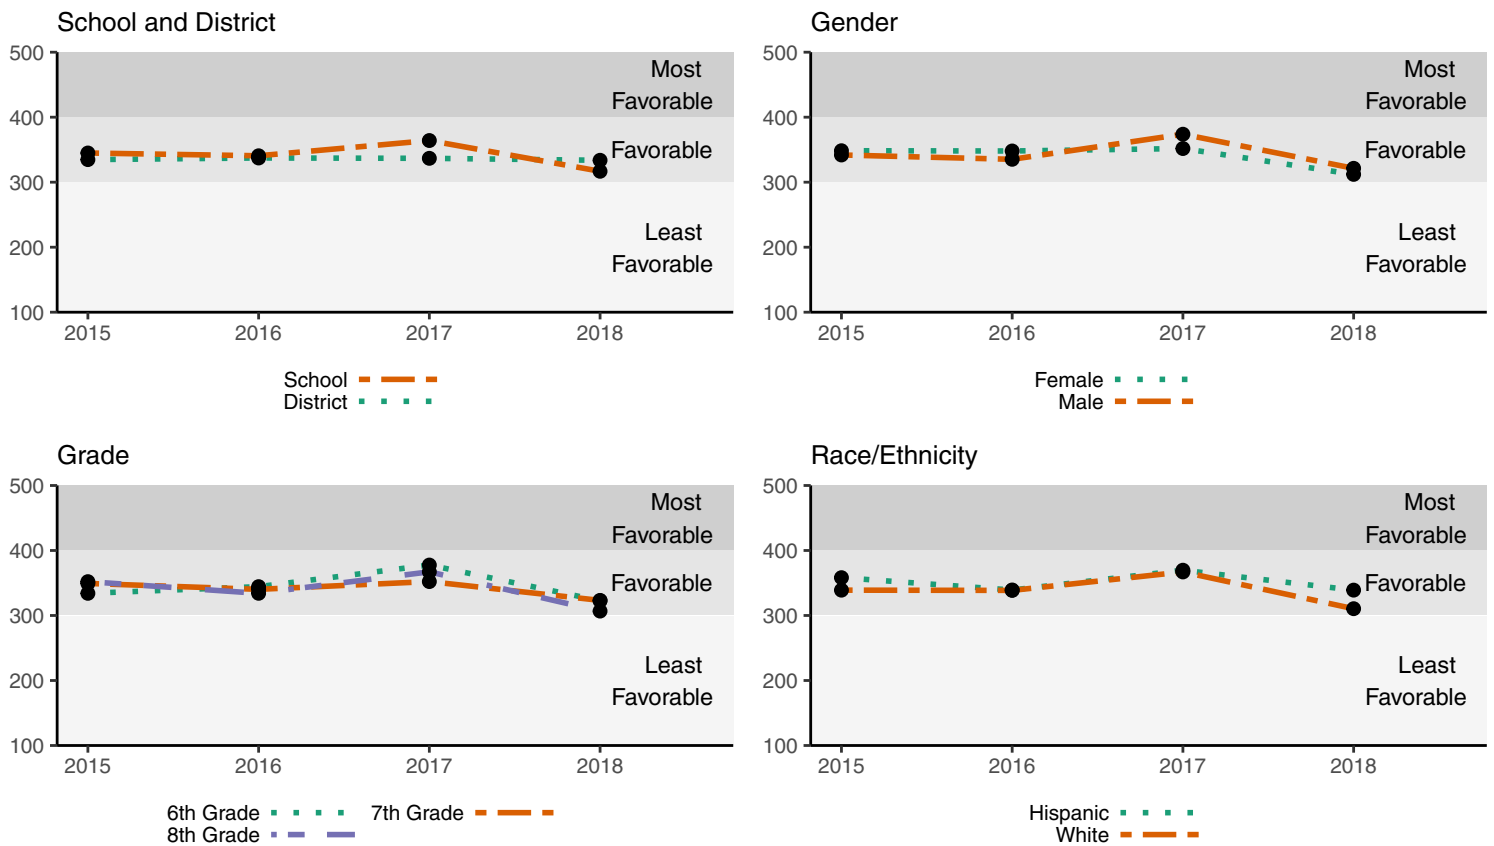 School and District
500
400
300
200
100
Most
Favorable
Favorable
Least
Favorable
2015 2016 2017 2018
School
District
Gender
500
400
300
200
100
Most
Favorable
Favorable
Least
Favorable
2015 2016 2017 2018
Female
Male
Grade
500
400
300
200
100
Most
Favorable
Favorable
Least
Favorable
2015 2016 2017 2018
6th Grade 7th Grade
8th Grade
Race/Ethnicity
500
400
300
200
100
Most
Favorable
Favorable
Least
Favorable
2015 2016 2017 2018
Hispanic
White